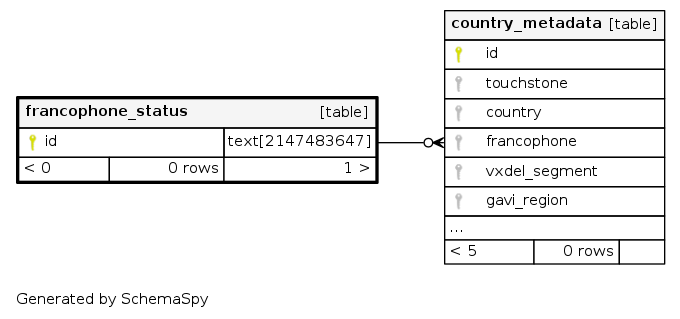 francophone_status [table]
id text[2147483647]
< 0 0 rows 1 >
country_metadata [table]
id
touchstone
country
francophone
vxdel_segment
gavi_region
...
< 5 0 rows
Generated by SchemaSpy